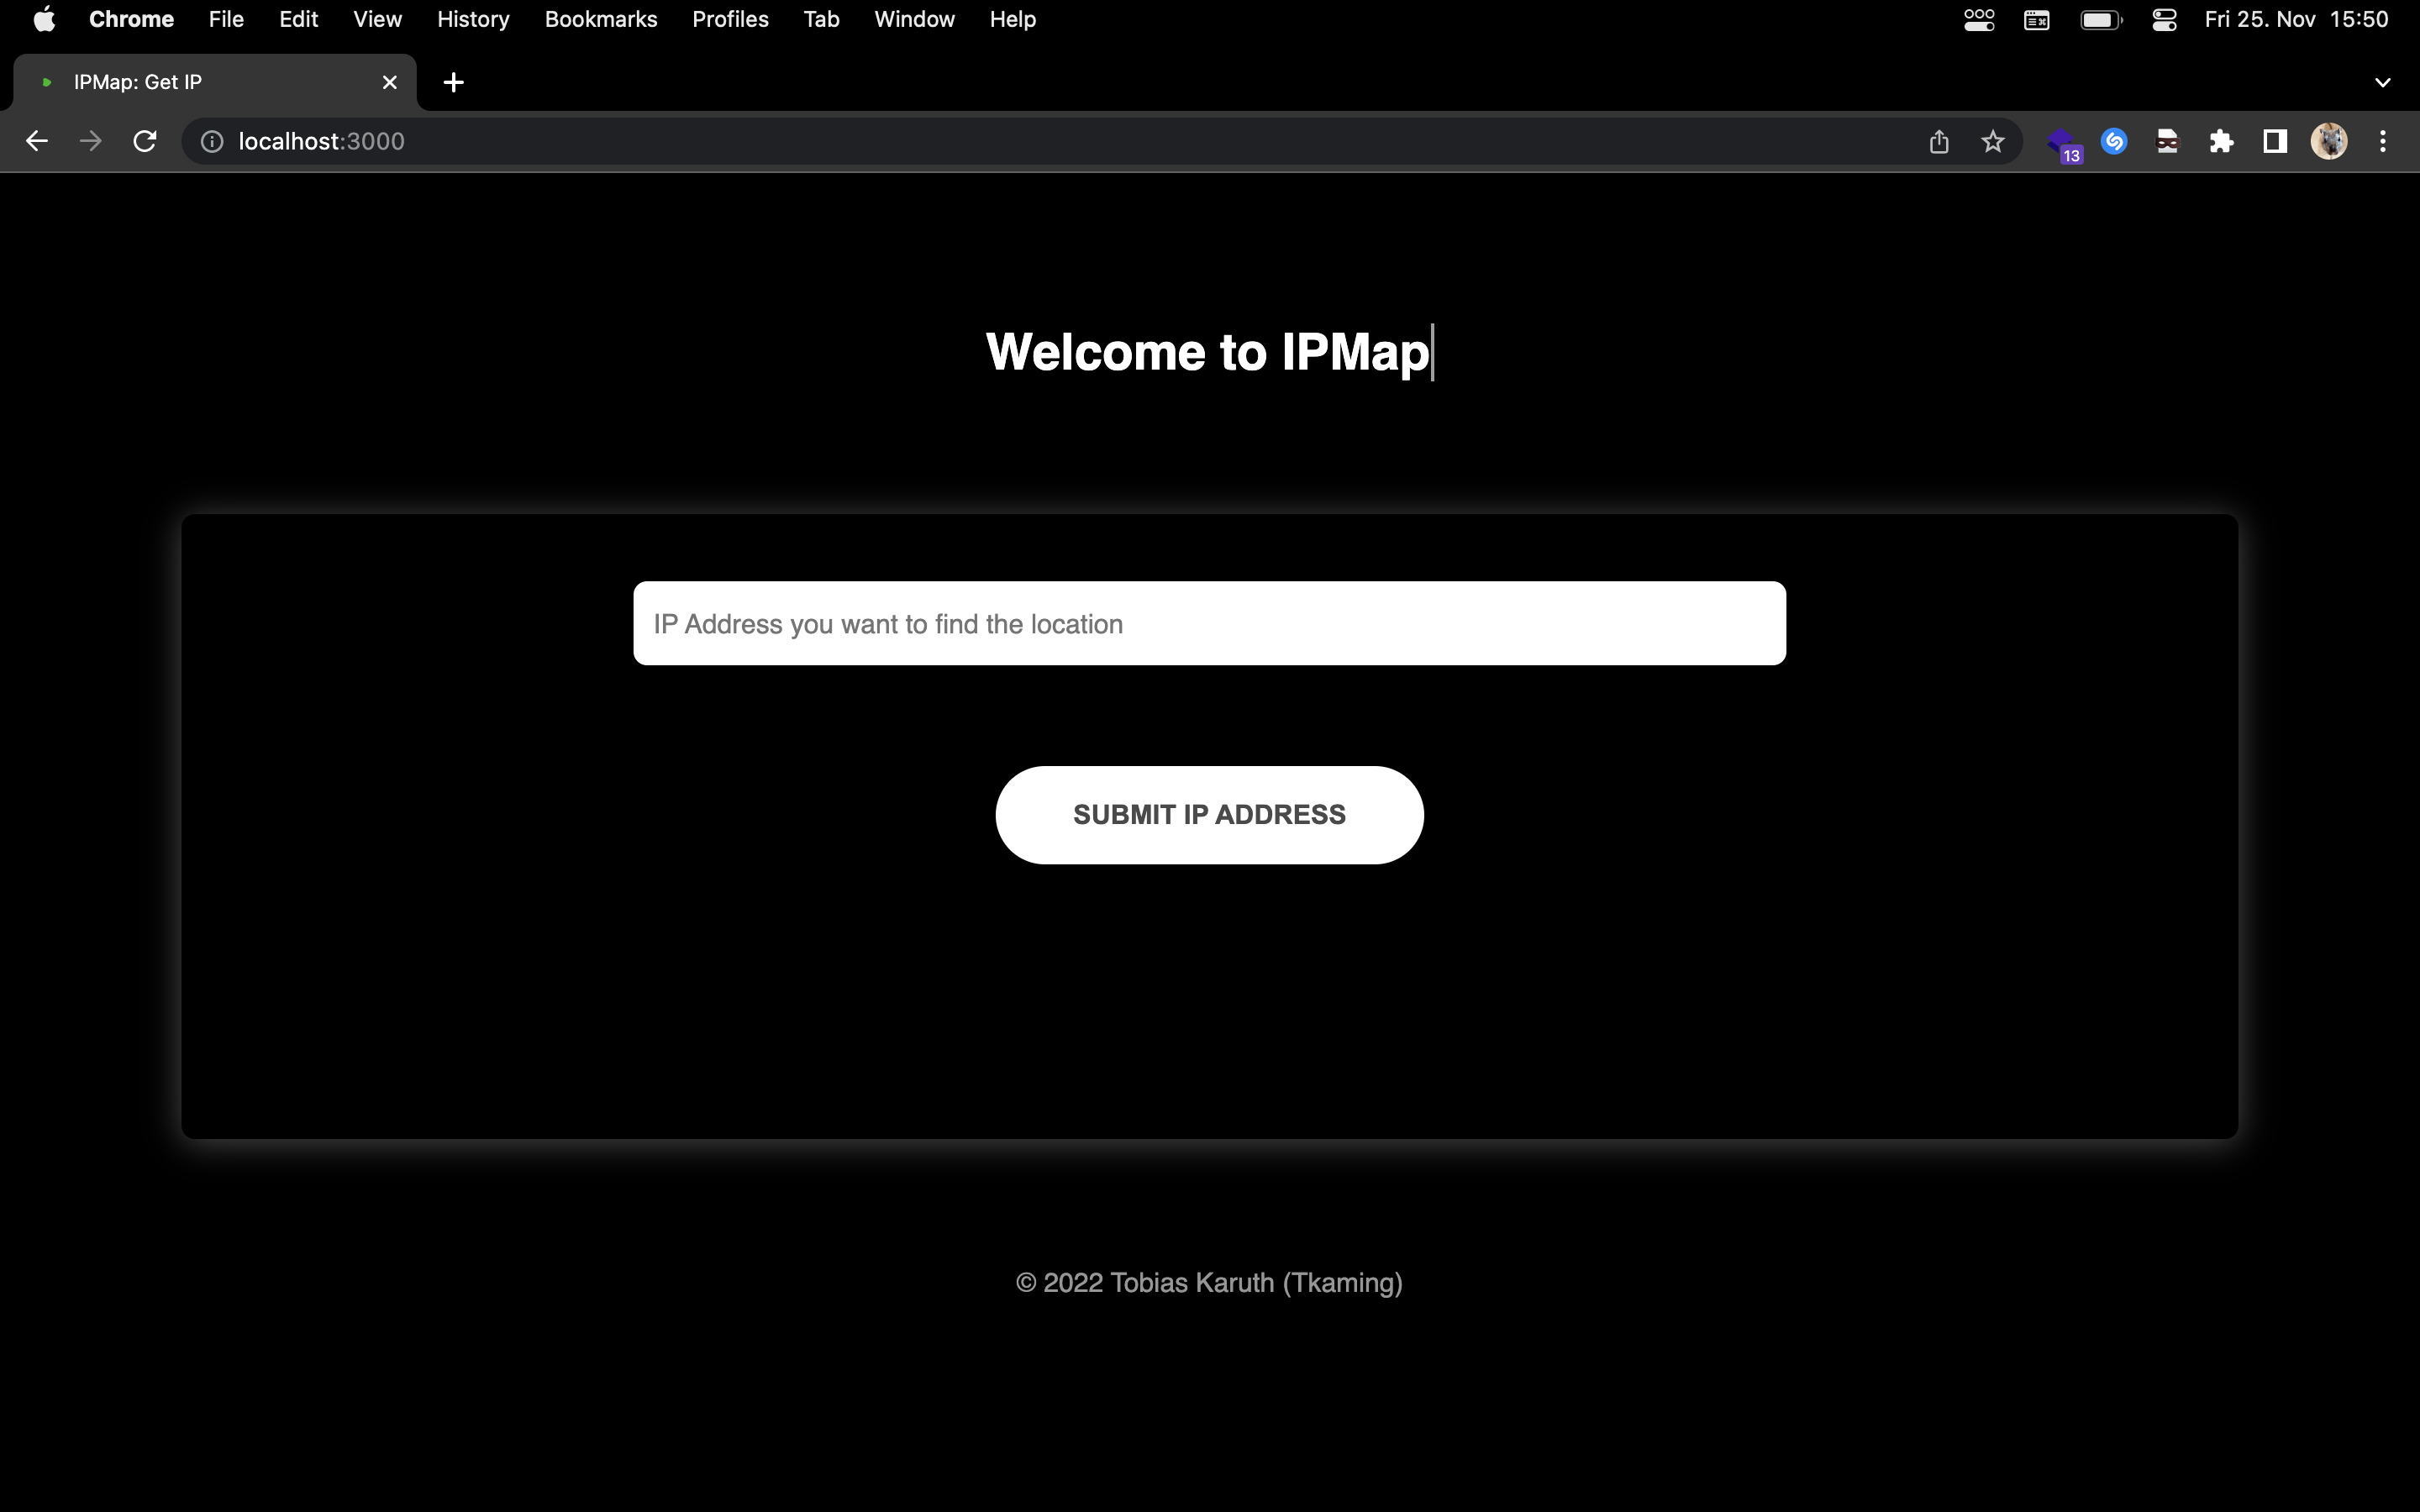 Chrome File Edit View History Bookmarks Profiles Tab Window Help Fri 25. Nov 15:50
IPMap: Get IP
localhost:3000
13
Welcome to IPMap
IP Address you want to find the location
SUBMIT IP ADDRESS
© 2022 Tobias Karuth (Tkaming)